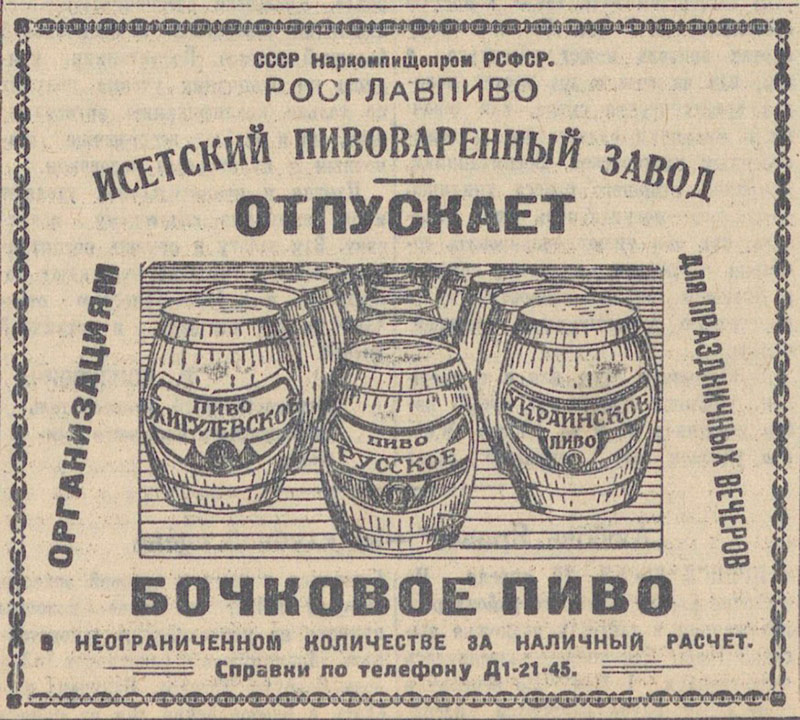 СССР Наркомпищепром РСФСР.
РОСГЛАВПИВО
ИСЕТСКИЙ ПИВОВАРЕННЫЙ ЗАВОД
ОТПУСКАЕТ
ОРГАНИЗАЦИЯМ
ДЛЯ ПРАЗДНИЧНЫХ ВЕЧЕРОВ
ПИВО
ЖИГУЛЕВСКО
ПИВО
РУССКОЕ
УКРАИНСКОЕ
ПИВО
БОЧКОВОЕ ПИВО
В НЕОГРАНИЧЕННОМ КОЛИЧЕСТВЕ ЗА НАЛИЧНЫЙ РАСЧЕТ.
Справки по телефону Д1-21-45.